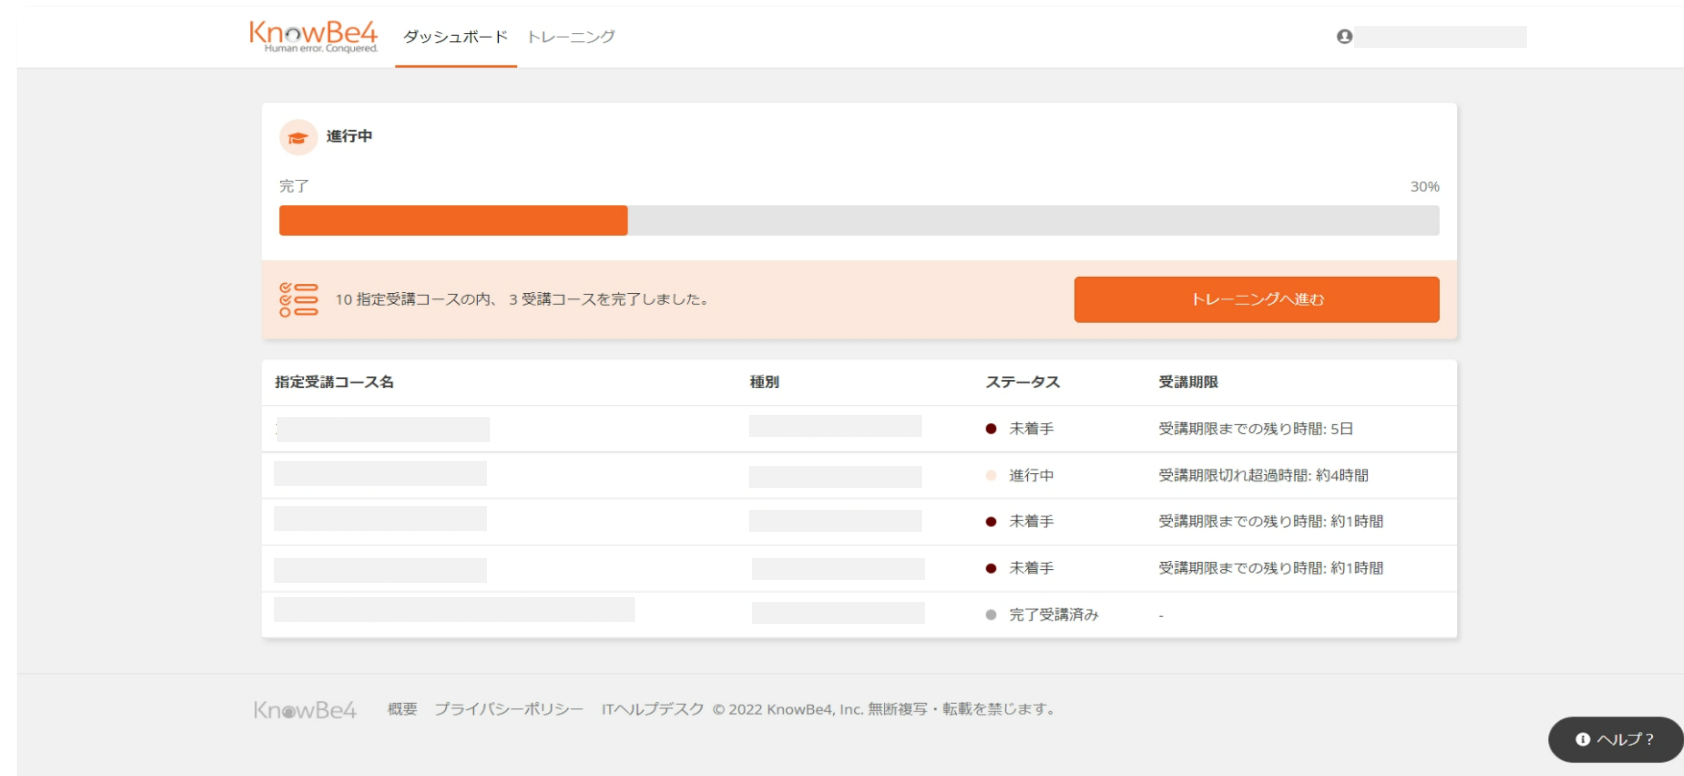 KnowBe4
Human error. Conquered.
ダッシュボード トレーニング
進行中
完了 30%
10 指定受講コースの内、 3 受講コースを完了しました。 トレーニングへ進む
指定受講コース名 種別 ステータス 受講期限
未着手 受講期限までの残り時間: 5日
進行中 受講期限切れ超過時間: 約4時間
未着手 受講期限までの残り時間: 約1時間
未着手 受講期限までの残り時間: 約1時間
完了受講済み -
KnowBe4 概要 プライバシーポリシー ITヘルプデスク © 2022 KnowBe4, Inc. 無断複写・転載を禁じます。
ヘルプ？